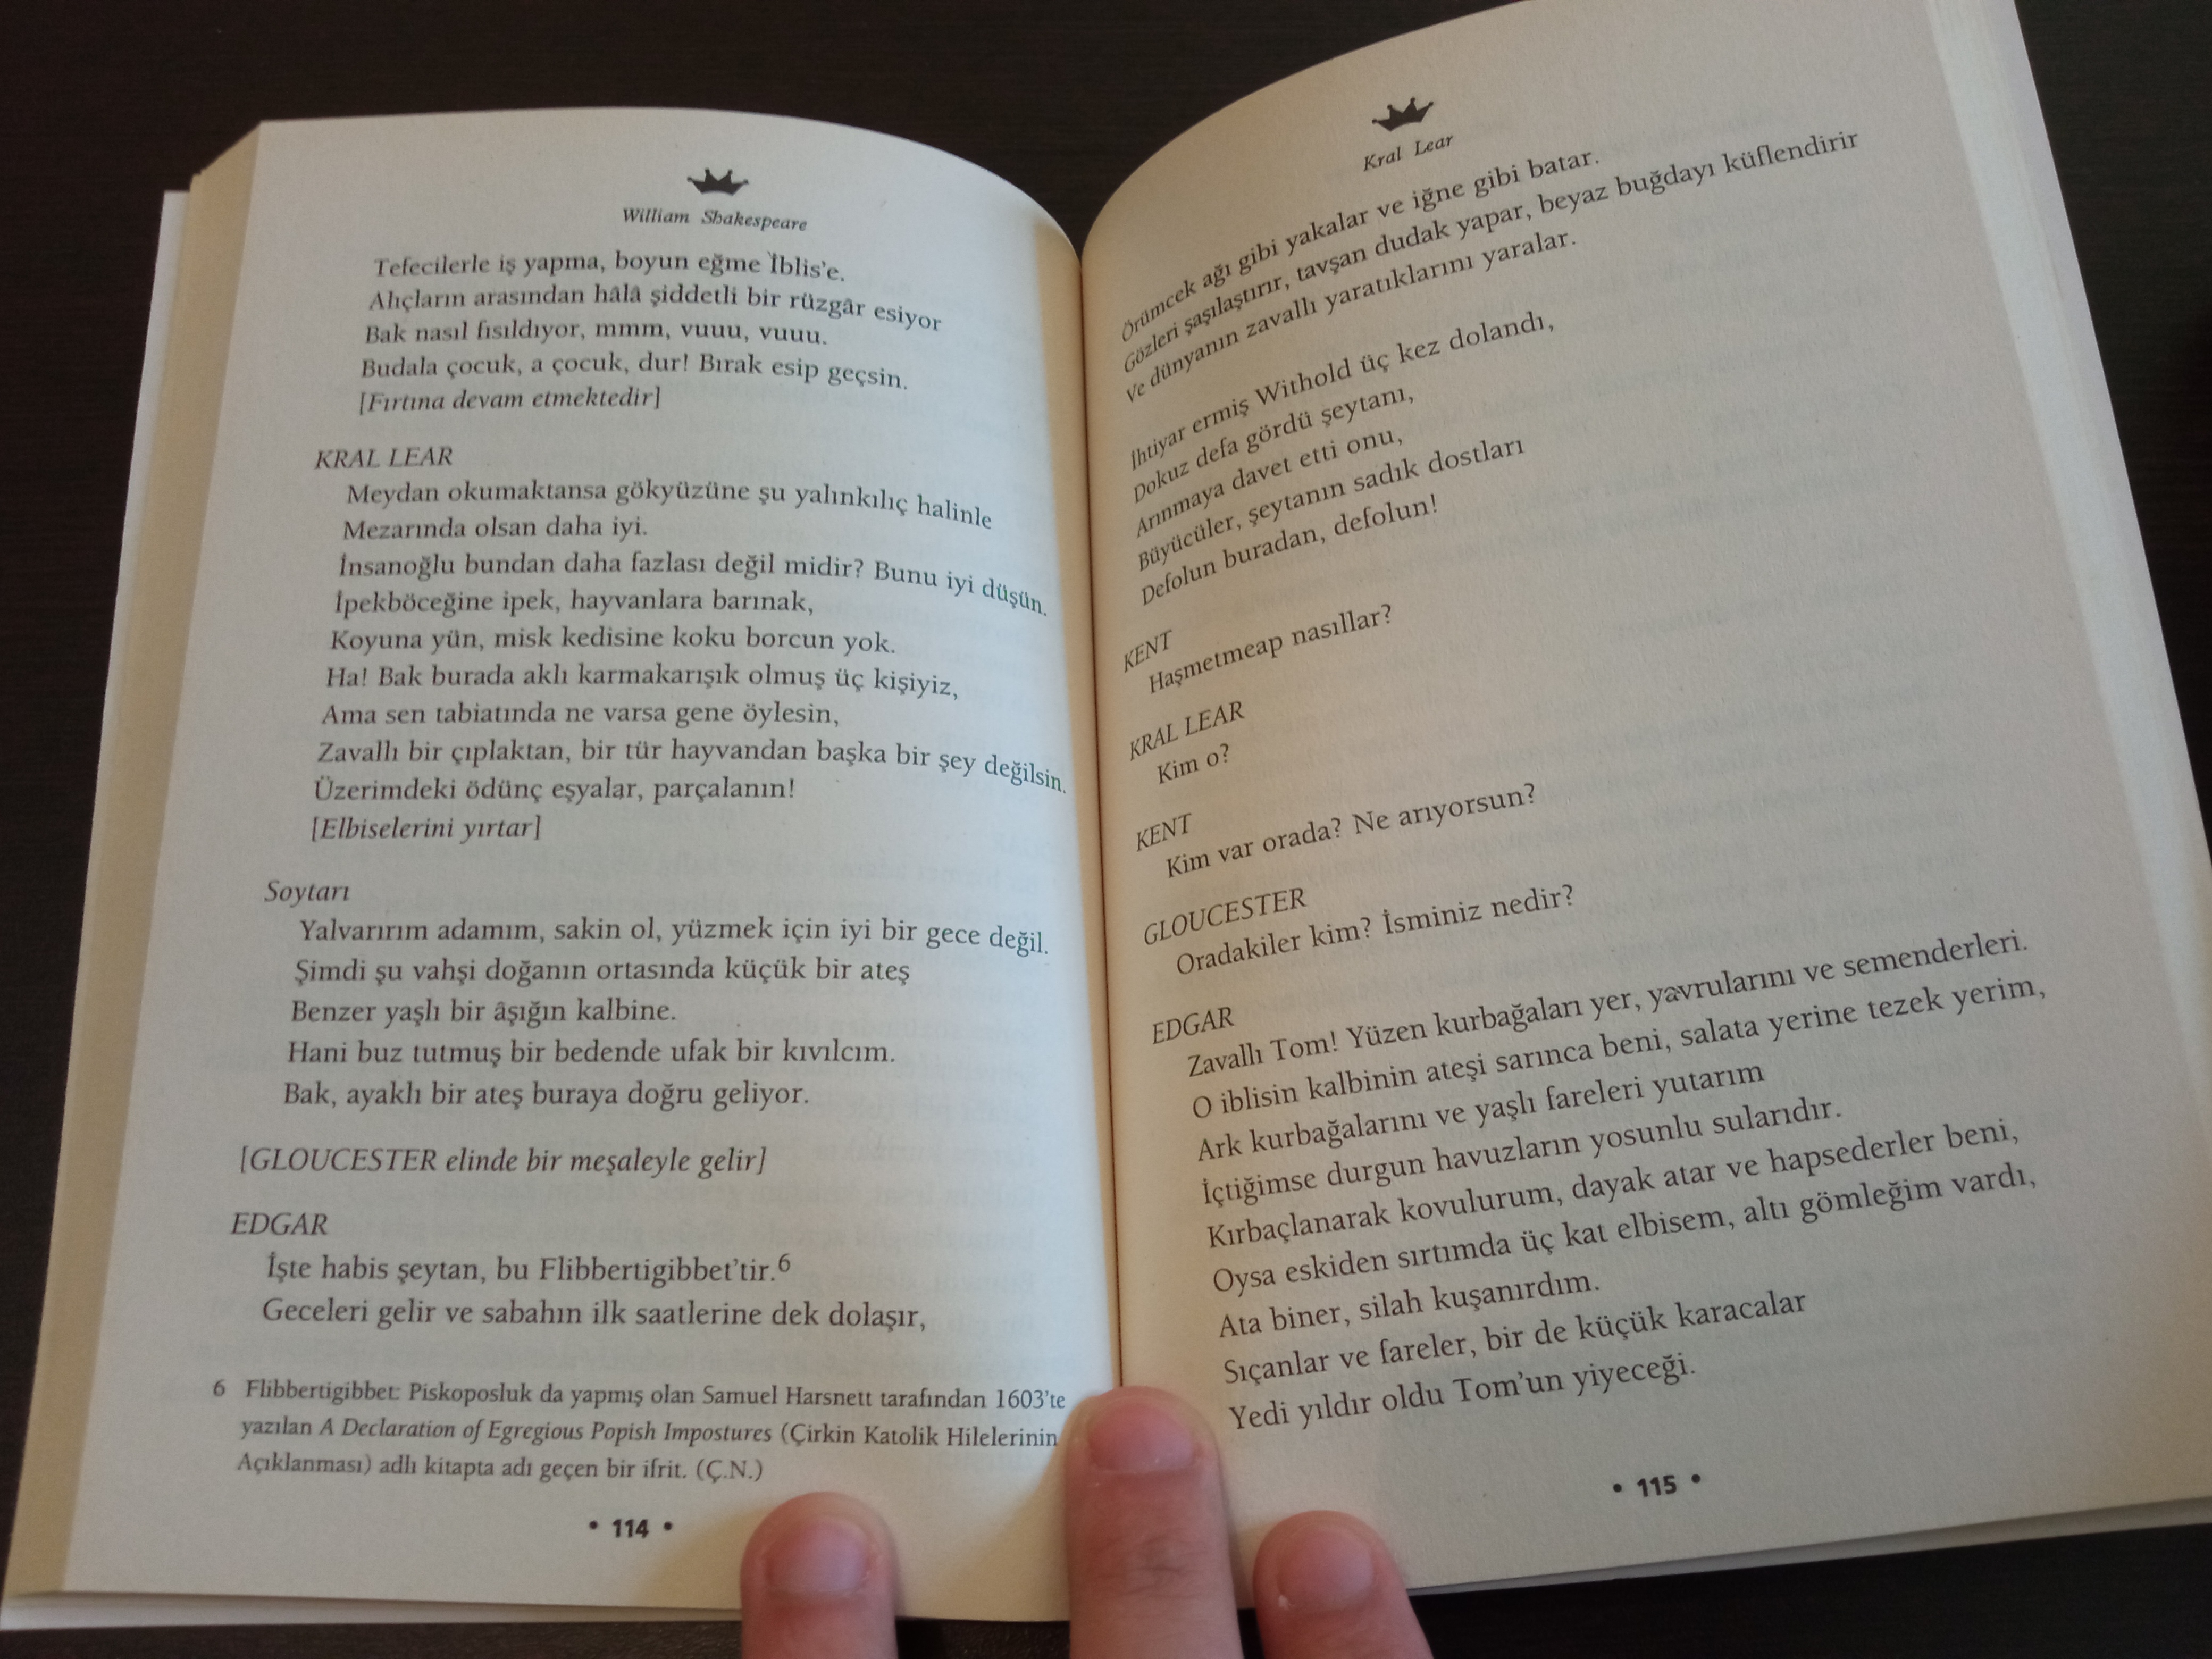 William Shakespeare
Tefecilerle iş yapma, boyun eğme İblis'e.
Alıçların arasından hâlâ şiddetli bir rüzgâr esiyor
Bak nasıl fısıldıyor, mmm, vuuu, vuuu.
Budala çocuk, a çocuk, dur! Bırak esip geçsin.
[Fırtına devam etmektedir]
KRAL LEAR
Meydan okumaktansa gökyüzüne şu yalınkılıç halinle
Mezarında olsan daha iyi.
İnsanoğlu bundan daha fazlası değil midir? Bunu iyi düşün.
İpekböceğine ipek, hayvanlara barınak,
Koyuna yün, misk kedisine koku borcun yok.
Ha! Bak burada aklı karmakarışık olmuş üç kişiyiz,
Ama sen tabiatında ne varsa gene öylesin,
Zavallı bir çıplaktan, bir tür hayvandan başka bir şey değilsin.
Üzerimdeki ödünç eşyalar, parçalanın!
[Elbiselerini yırtar]
Soytarı
Yalvarırım adamım, sakin ol, yüzmek için iyi bir gece değil.
Şimdi şu vahşi doğanın ortasında küçük bir ateş
Benzer yaşlı bir âşığın kalbine.
Hani buz tutmuş bir bedende ufak bir kıvılcım.
Bak, ayaklı bir ateş buraya doğru geliyor.
[GLOUCESTER elinde bir meşaleyle gelir]
EDGAR
İşte habis şeytan, bu Flibbertigibbet'tir.6
Geceleri gelir ve sabahın ilk saatlerine dek dolaşır,
6 Flibbertigibbet: Piskoposluk da yapmış olan Samuel Harsnett tarafından 1603'te
yazılan A Declaration of Egregious Popish Impostures (Çirkin Katolik Hilelerinin
Açıklanması) adlı kitapta adı geçen bir ifrit. (Ç.N.)
• 114 •
Kral Lear
Örümcek ağı gibi yakalar ve iğne gibi batar.
Gözleri şaşılaştırır, tavşan dudak yapar, beyaz buğdayı küflendirir
Ve dünyanın zavallı yaratıklarını yaralar.
İhtiyar ermiş Withold üç kez dolandı,
Dokuz defa gördü şeytanı,
Arınmaya davet etti onu,
Büyücüler, şeytanın sadık dostları
Defolun buradan, defolun!
KENT
Haşmetmeap nasıllar?
KRAL LEAR
Kim o?
KENT
Kim var orada? Ne arıyorsun?
GLOUCESTER
Oradakiler kim? İsminiz nedir?
EDGAR
Zavallı Tom! Yüzen kurbağaları yer, yavrularını ve semenderleri.
O iblisin kalbinin ateşi sarınca beni, salata yerine tezek yerim,
Ark kurbağalarını ve yaşlı fareleri yutarım
İçtiğimse durgun havuzların yosunlu sularıdır.
Kırbaçlanarak kovulurum, dayak atar ve hapsederler beni,
Oysa eskiden sırtımda üç kat elbisem, altı gömleğim vardı,
Ata biner, silah kuşanırdım.
Sıçanlar ve fareler, bir de küçük karacalar
Yedi yıldır oldu Tom'un yiyeceği.
• 115 •